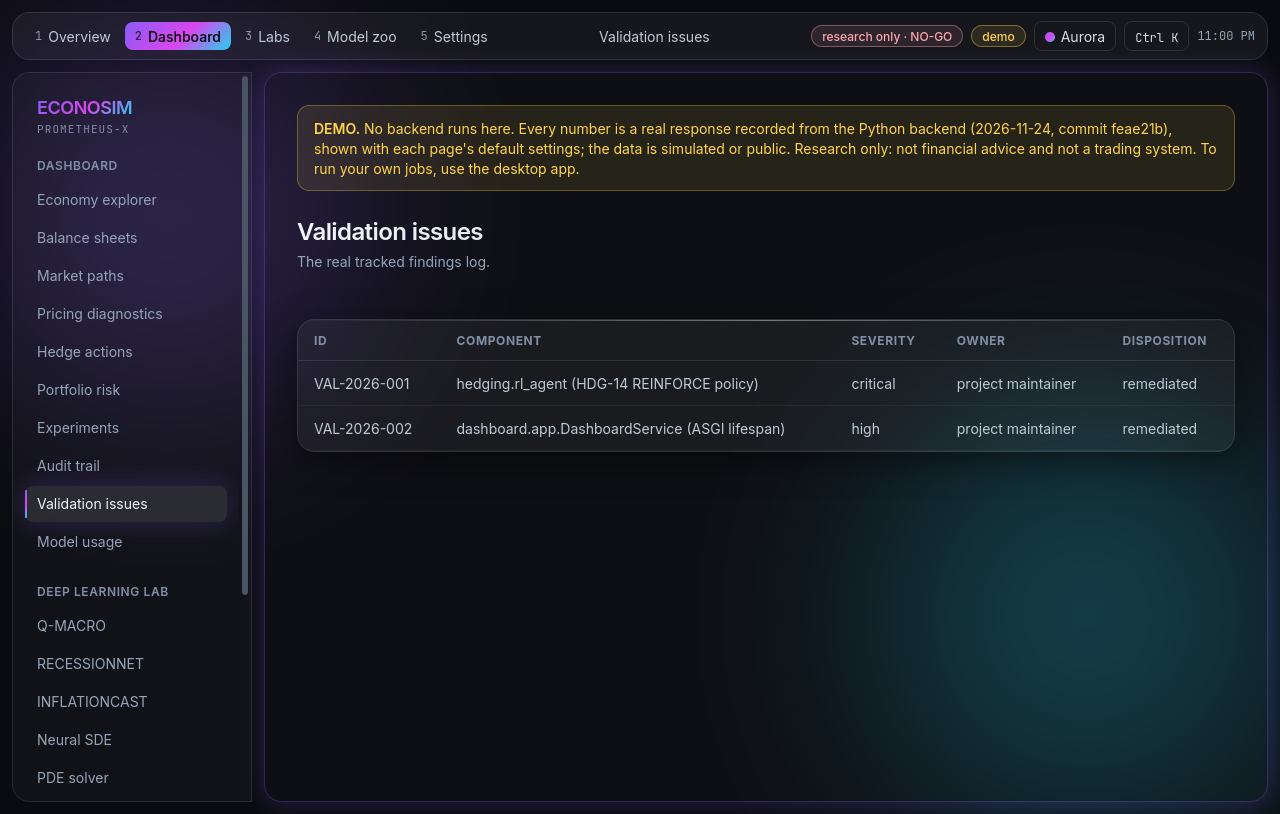 1 Overview 2 Dashboard 3 Labs 4 Model zoo 5 Settings Validation issues research only · NO-GO demo Aurora Ctrl K 11:00 PM
ECONOSIM
PROMETHEUS-X
DASHBOARD
Economy explorer
Balance sheets
Market paths
Pricing diagnostics
Hedge actions
Portfolio risk
Experiments
Audit trail
Validation issues
Model usage
DEEP LEARNING LAB
Q-MACRO
RECESSIONNET
INFLATIONCAST
Neural SDE
PDE solver
DEMO. No backend runs here. Every number is a real response recorded from the Python backend (2026-11-24, commit feae21b),
shown with each page's default settings; the data is simulated or public. Research only: not financial advice and not a trading system. To
run your own jobs, use the desktop app.
Validation issues
The real tracked findings log.
ID COMPONENT SEVERITY OWNER DISPOSITION
VAL-2026-001 hedging.rl_agent (HDG-14 REINFORCE policy) critical project maintainer remediated
VAL-2026-002 dashboard.app.DashboardService (ASGI lifespan) high project maintainer remediated